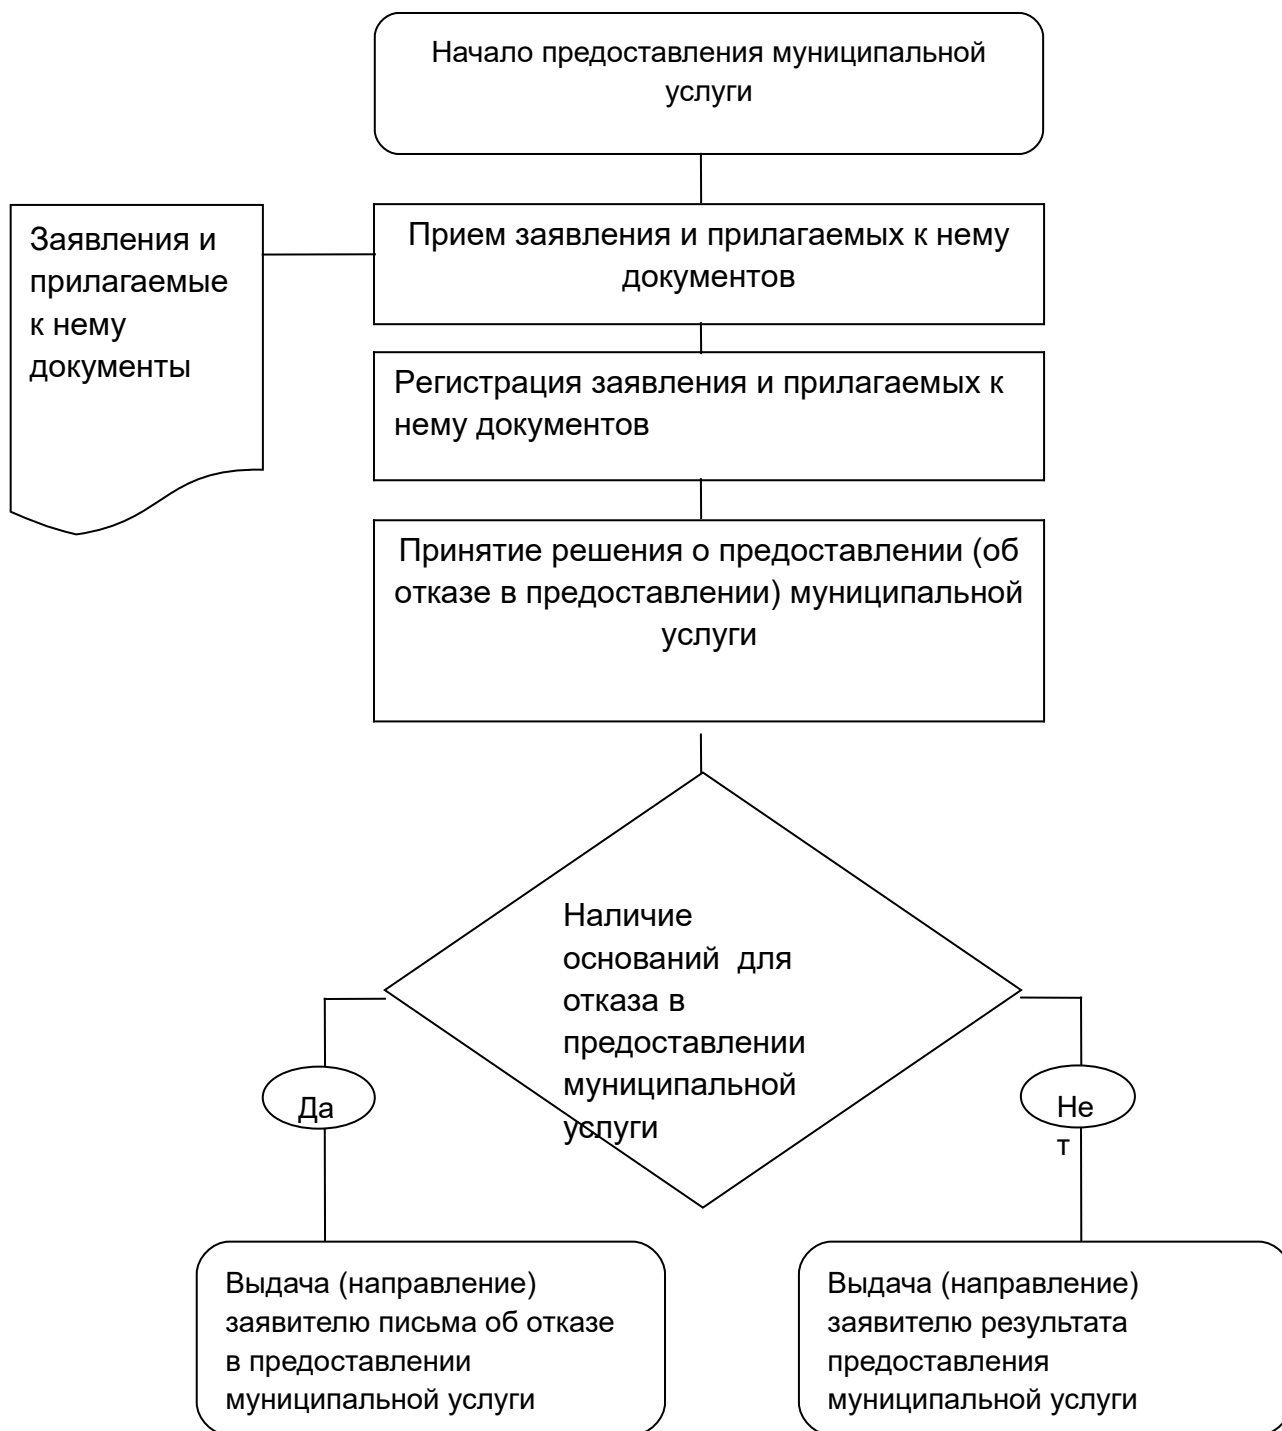 Начало предоставления муниципальной
услуги
Заявления и
прилагаемые
к нему
документы
Прием заявления и прилагаемых к нему
документов
Регистрация заявления и прилагаемых к
нему документов
Принятие решения о предоставлении (об
отказе в предоставлении) муниципальной
услуги
Наличие
оснований  для
отказа в
предоставлении
муниципальной
услуги
Да
Не
т
Выдача (направление)
заявителю письма об отказе
в предоставлении
муниципальной услуги
Выдача (направление)
заявителю результата
предоставления
муниципальной услуги